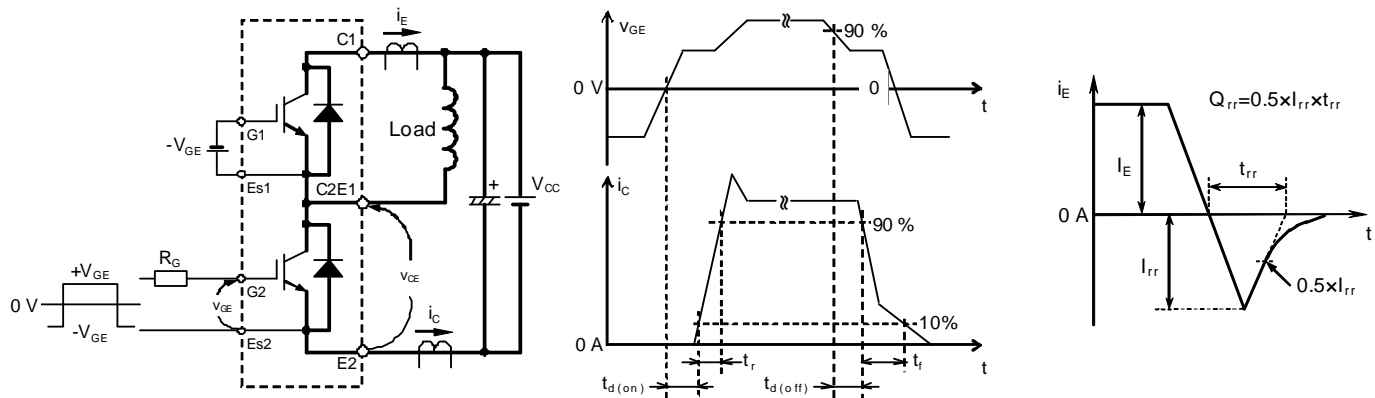 i_E
C1
G1
-V_GE
Es1
Load
C2E1
+
V_CC
R_G
+V_GE
0 V
-V_GE
v_GE
G2
Es2
v_CE
i_C
E2
v_GE
90 %
0 V
0
t
i_C
90 %
10%
0 A
t_r
t_f
t
t_d(on)
t_d(off)
i_E
Q_rr=0.5×I_rr×t_rr
I_E
t_rr
0 A
t
I_rr
0.5×I_rr